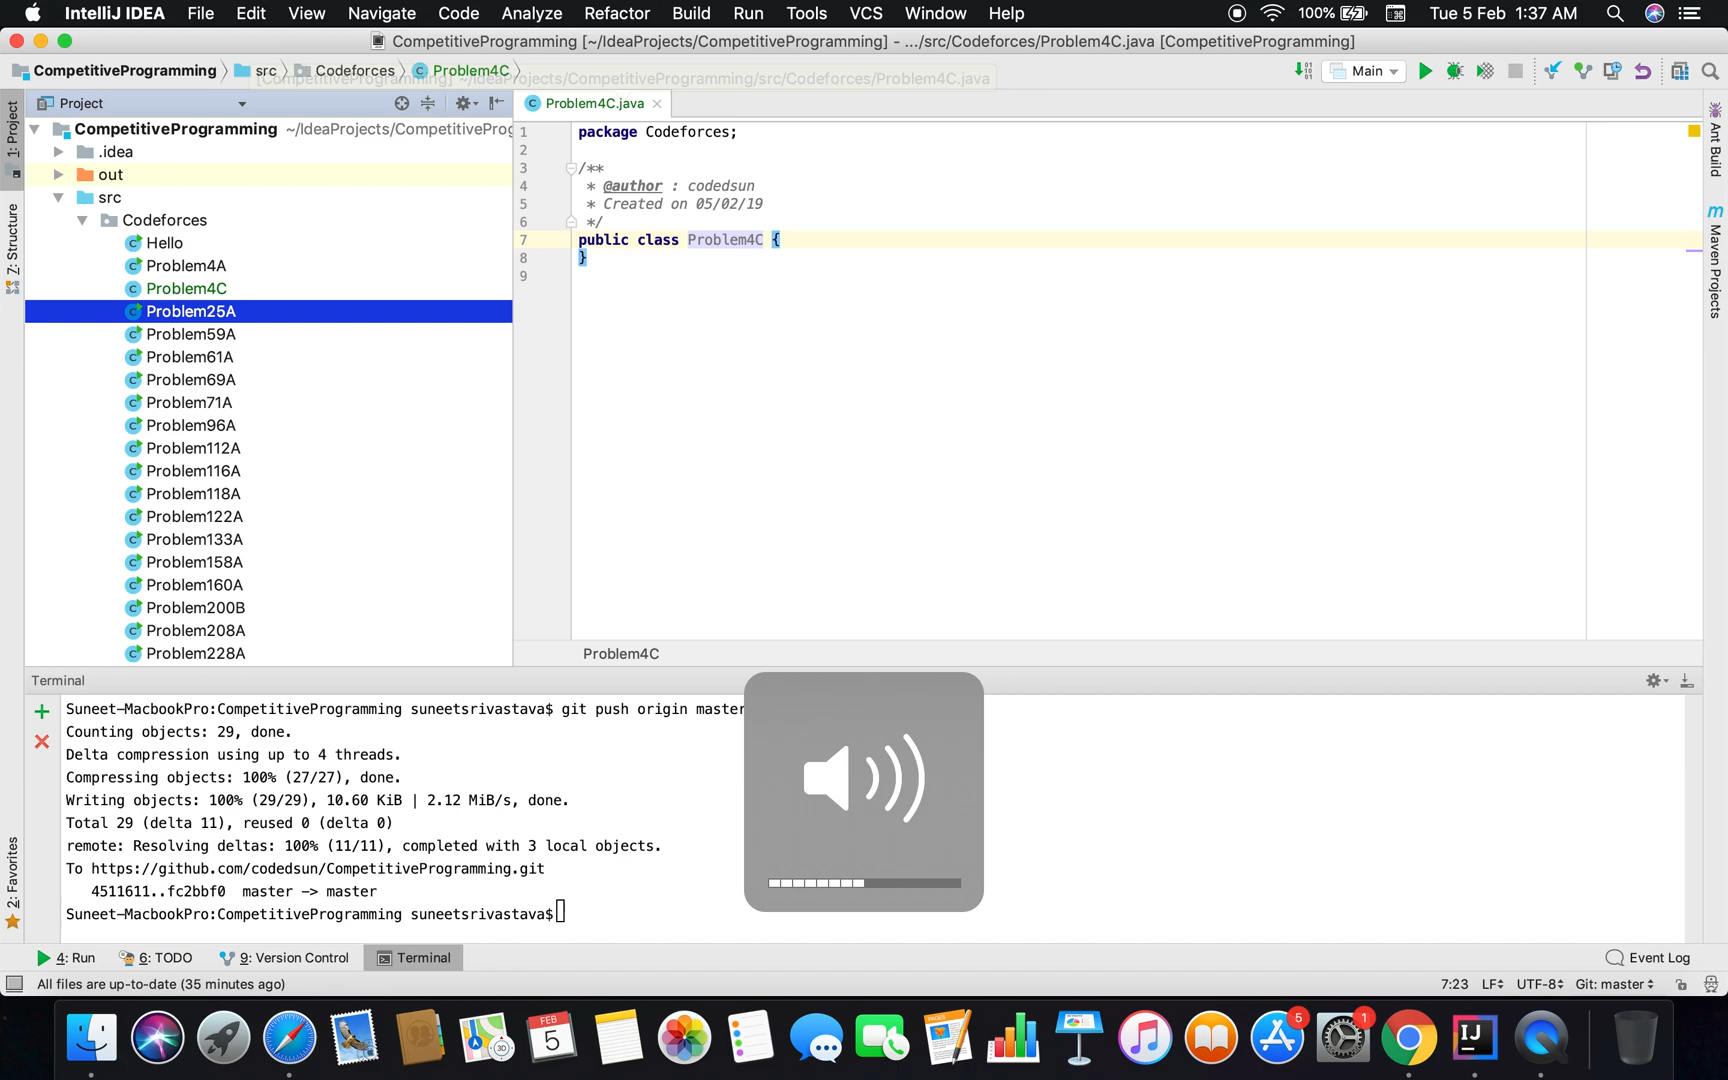 IntelliJ IDEA File Edit View Navigate Code Analyze Refactor Build Run Tools VCS Window Help 100% Tue 5 Feb 1:37 AM
CompetitiveProgramming [~/IdeaProjects/CompetitiveProgramming] - .../src/Codeforces/Problem4C.java [CompetitiveProgramming]
CompetitiveProgramming src Codeforces Problem4C Main
[CompetitiveProgramming] ~/IdeaProjects/CompetitiveProgramming/src/Codeforces/Problem4C.java
Project
Problem4C.java
1: Project
Z: Structure
2: Favorites
CompetitiveProgramming ~/IdeaProjects/CompetitiveProg
.idea
out
src
Codeforces
Hello
Problem4A
Problem4C
Problem25A
Problem59A
Problem61A
Problem69A
Problem71A
Problem96A
Problem112A
Problem116A
Problem118A
Problem122A
Problem133A
Problem158A
Problem160A
Problem200B
Problem208A
Problem228A
1 package Codeforces;
2
3 /**
4 * @author : codedsun
5 * Created on 05/02/19
6 */
7 public class Problem4C {
8 }
9
Problem4C
Ant Build
m Maven Projects
Terminal
Suneet-MacbookPro:CompetitiveProgramming suneetsrivastava$ git push origin master
Counting objects: 29, done.
Delta compression using up to 4 threads.
Compressing objects: 100% (27/27), done.
Writing objects: 100% (29/29), 10.60 KiB | 2.12 MiB/s, done.
Total 29 (delta 11), reused 0 (delta 0)
remote: Resolving deltas: 100% (11/11), completed with 3 local objects.
To https://github.com/codedsun/CompetitiveProgramming.git
4511611..fc2bbf0 master -> master
Suneet-MacbookPro:CompetitiveProgramming suneetsrivastava$
4: Run 6: TODO 9: Version Control Terminal Event Log
All files are up-to-date (35 minutes ago) 7:23 LF UTF-8 Git: master
3D FEB 5 PAGES 5 1 IJ